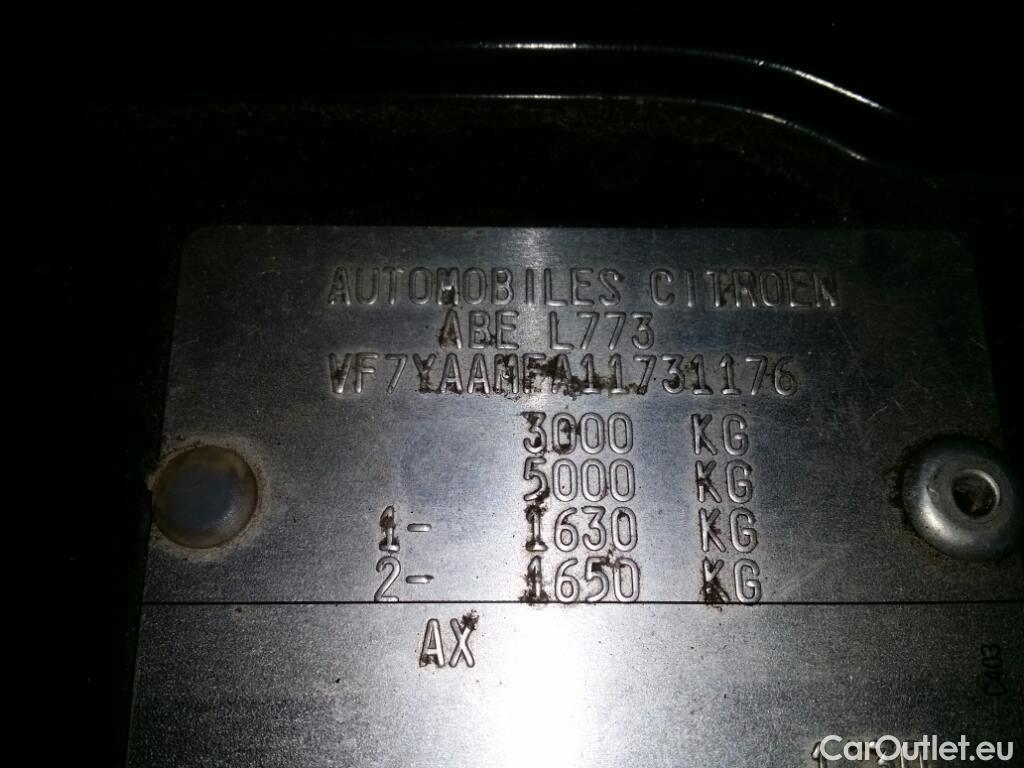 AUTOMOBILES CITROEN
ABE L773
VF7YAAMFA11731176
3000 KG
5000 KG
1- 1630 KG
2- 1650 KG
AX
C403
CarOutlet.eu